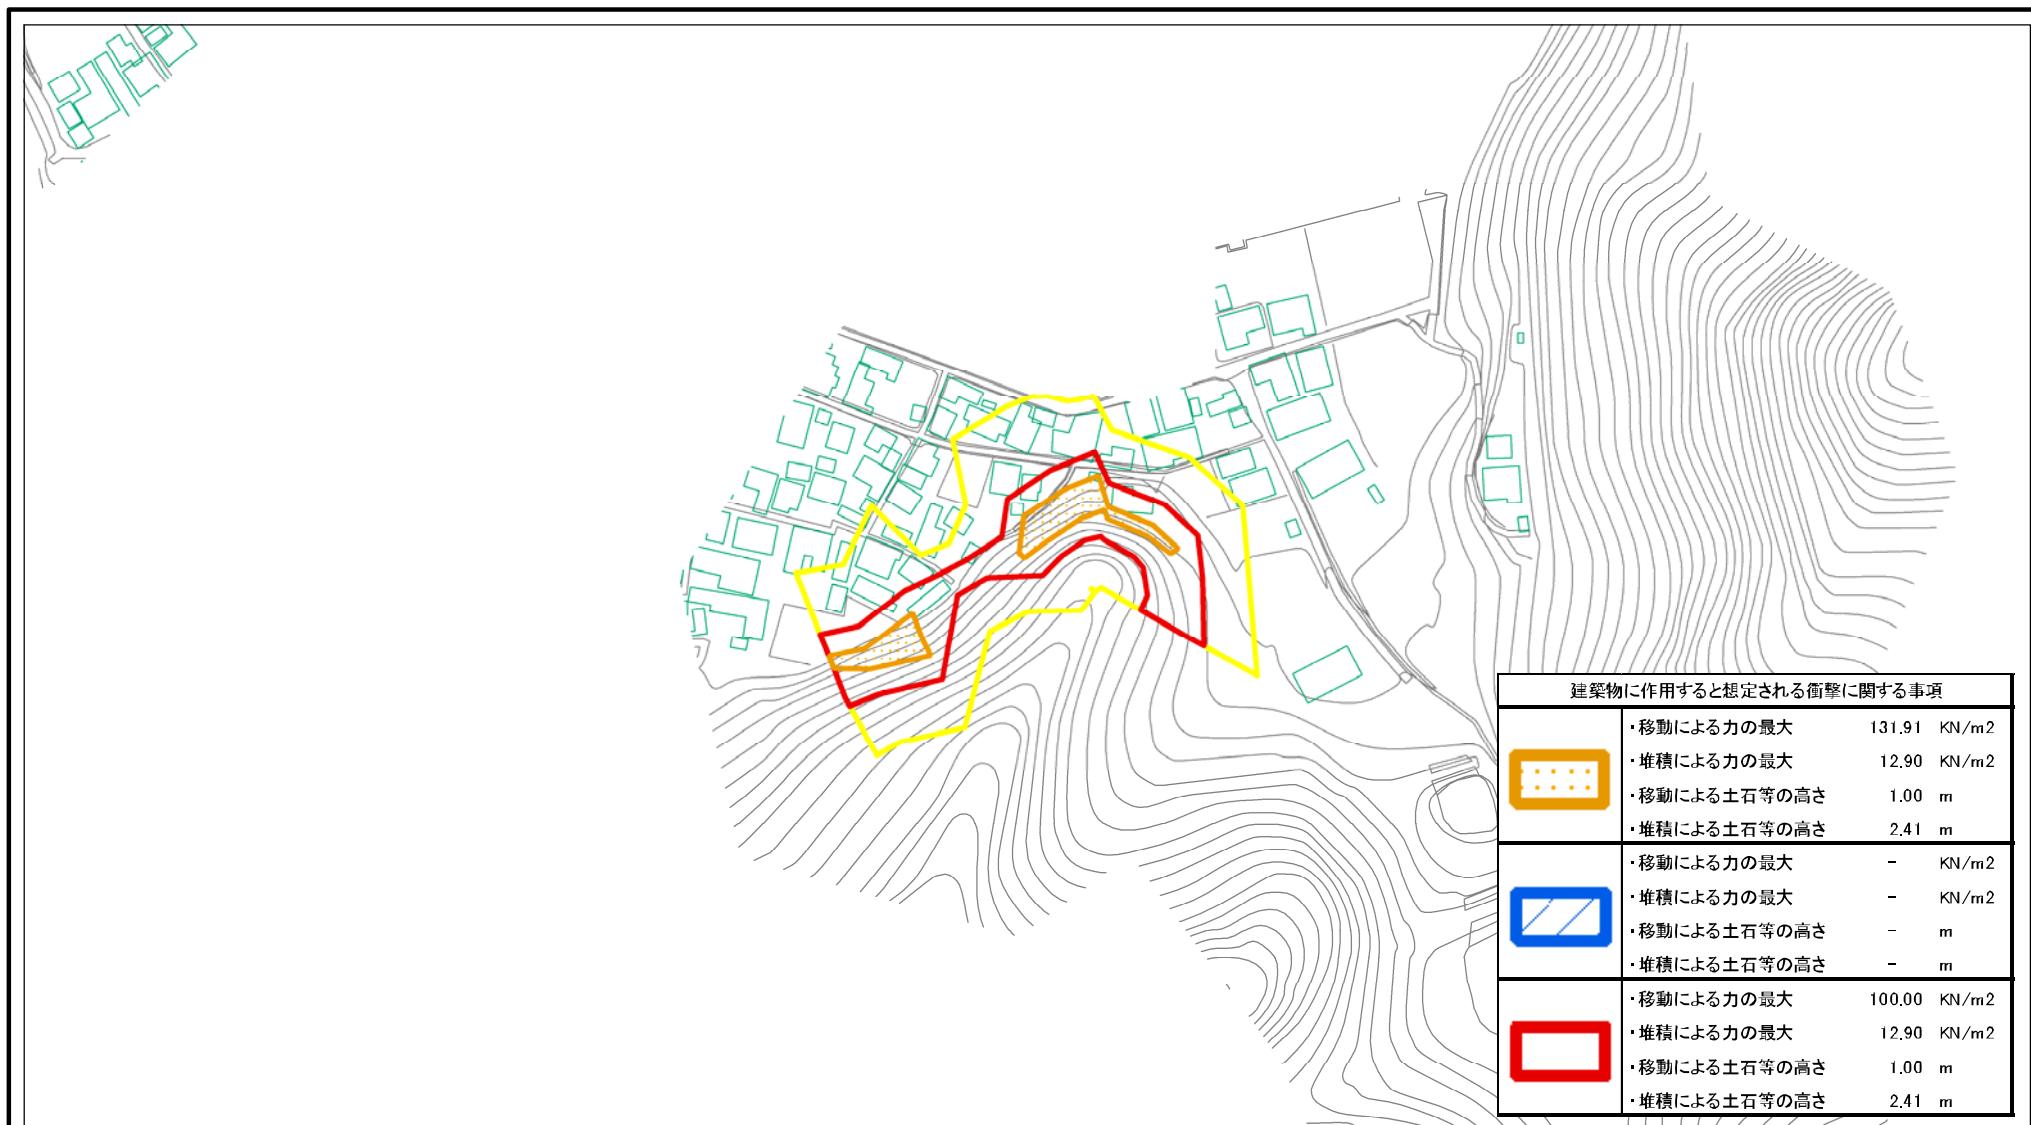 建築物に作用すると想定される衝撃に関する事項
・移動による力の最大 131.91 KN/m2
・堆積による力の最大 12.90 KN/m2
・移動による土石等の高さ 1.00 m
・堆積による土石等の高さ 2.41 m
・移動による力の最大 - KN/m2
・堆積による力の最大 - KN/m2
・移動による土石等の高さ - m
・堆積による土石等の高さ - m
・移動による力の最大 100.00 KN/m2
・堆積による力の最大 12.90 KN/m2
・移動による土石等の高さ 1.00 m
・堆積による土石等の高さ 2.41 m